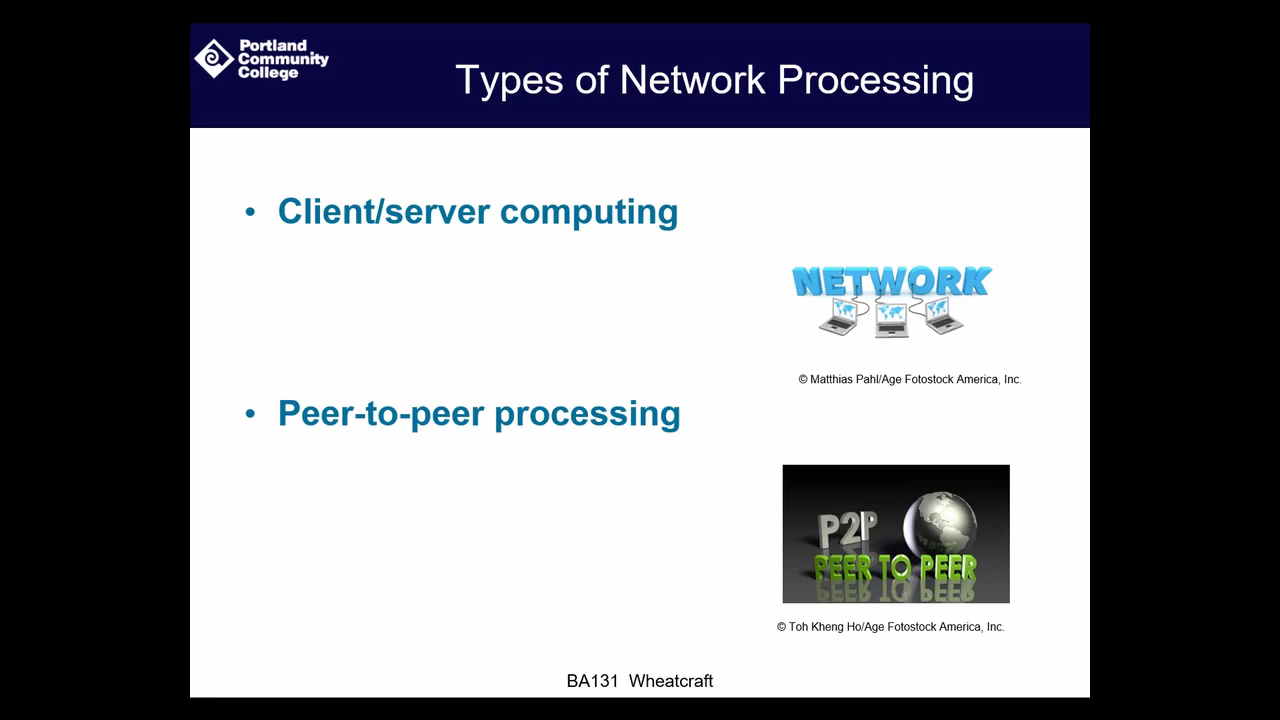 Portland
Community
College
Types of Network Processing
• Client/server computing
NETWORK
© Matthias Pahl/Age Fotostock America, Inc.
• Peer-to-peer processing
P2P
PEER TO PEER
© Toh Kheng Ho/Age Fotostock America, Inc.
BA131 Wheatcraft